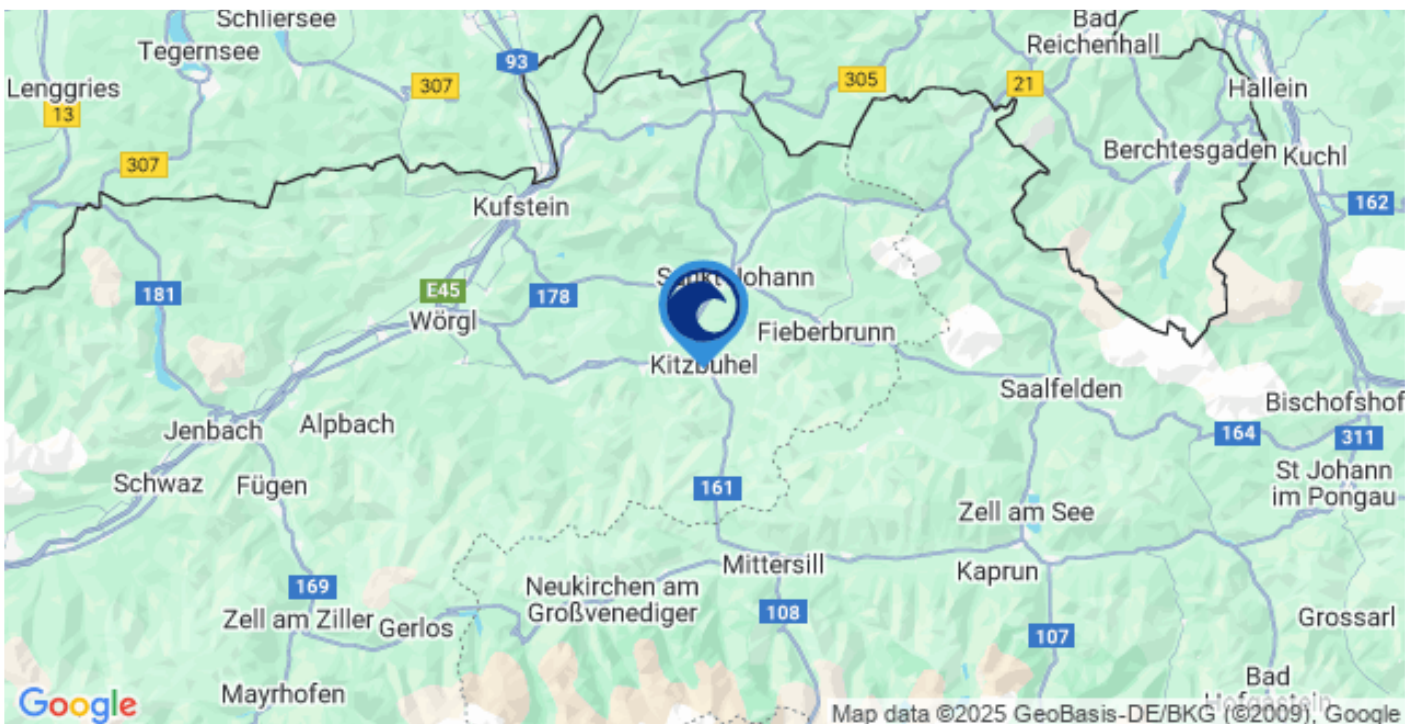 Schliersee
Tegernsee
Bad
Reichenhall
93
307
305
21
Lenggries
13
Hallein
307
Berchtesgaden
Kuchl
Kufstein
162
181
E45
178
Sankt Johann
Wörgl
Fieberbrunn
Kitzbühel
Saalfelden
Bischofshof
Jenbach
Alpbach
164
311
Schwaz
Fügen
161
St Johann
im Pongau
Zell am See
Mittersill
Kaprun
169
Neukirchen am
Großvenediger
108
107
Zell am Ziller
Gerlos
Grossarl
Mayrhofen
Bad
Hofgastein
Google
Map data ©2025 GeoBasis-DE/BKG (©2009), Google